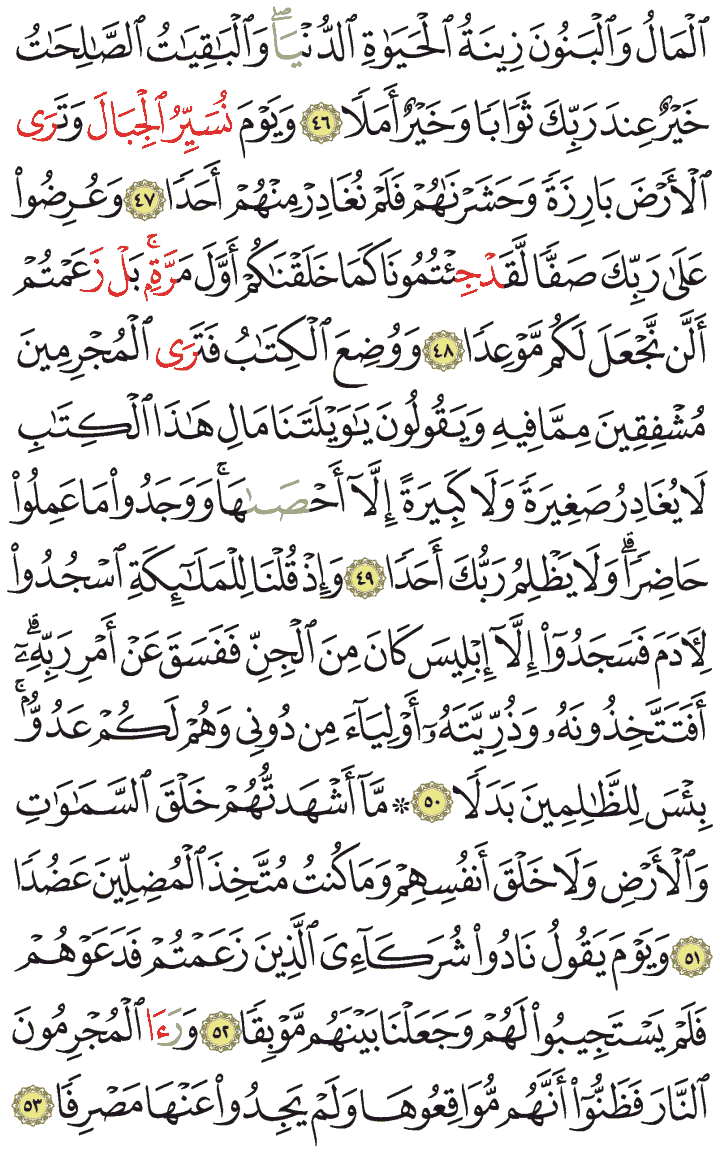 ٱلْمَالُ وَٱلْبَنُونَ زِينَةُ ٱلْحَيَوٰةِ ٱلدُّنْيَاۖ وَٱلْبَٰقِيَٰتُ ٱلصَّٰلِحَٰتُ
خَيْرٌ عِندَ رَبِّكَ ثَوَابًا وَخَيْرٌ أَمَلًا ٤٦ وَيَوْمَ نُسَيِّرُ ٱلْجِبَالَ وَتَرَى
ٱلْأَرْضَ بَارِزَةً وَحَشَرْنَٰهُمْ فَلَمْ نُغَادِرْ مِنْهُمْ أَحَدًا ٤٧ وَعُرِضُوا۟
عَلَىٰ رَبِّكَ صَفًّا لَّقَدْ جِئْتُمُونَا كَمَا خَلَقْنَٰكُمْ أَوَّلَ مَرَّةٍۭۚ بَلْ زَعَمْتُمْ
أَلَّن نَّجْعَلَ لَكُم مَّوْعِدًا ٤٨ وَوُضِعَ ٱلْكِتَٰبُ فَتَرَى ٱلْمُجْرِمِينَ
مُشْفِقِينَ مِمَّا فِيهِ وَيَقُولُونَ يَٰوَيْلَتَنَا مَالِ هَٰذَا ٱلْكِتَٰبِ
لَا يُغَادِرُ صَغِيرَةً وَلَا كَبِيرَةً إِلَّآ أَحْصَىٰهَاۚ وَوَجَدُوا۟ مَا عَمِلُوا۟
حَاضِرًاۗ وَلَا يَظْلِمُ رَبُّكَ أَحَدًا ٤٩ وَإِذْ قُلْنَا لِلْمَلَٰٓئِكَةِ ٱسْجُدُوا۟
لِءَادَمَ فَسَجَدُوٓا۟ إِلَّآ إِبْلِيسَ كَانَ مِنَ ٱلْجِنِّ فَفَسَقَ عَنْ أَمْرِ رَبِّهِۦٓۗ
أَفَتَتَّخِذُونَهُۥ وَذُرِّيَّتَهُۥٓ أَوْلِيَآءَ مِن دُونِى وَهُمْ لَكُمْ عَدُوٌّۢۚ
بِئْسَ لِلظَّٰلِمِينَ بَدَلًا ٥٠ * مَّآ أَشْهَدتُّهُمْ خَلْقَ ٱلسَّمَٰوَٰتِ
وَٱلْأَرْضِ وَلَا خَلْقَ أَنفُسِهِمْ وَمَا كُنتُ مُتَّخِذَ ٱلْمُضِلِّينَ عَضُدًا
٥١ وَيَوْمَ يَقُولُ نَادُوا۟ شُرَكَآءِىَ ٱلَّذِينَ زَعَمْتُمْ فَدَعَوْهُمْ
فَلَمْ يَسْتَجِيبُوا۟ لَهُمْ وَجَعَلْنَا بَيْنَهُم مَّوْبِقًا ٥٢ وَرَءَا ٱلْمُجْرِمُونَ
ٱلنَّارَ فَظَنُّوٓا۟ أَنَّهُم مُّوَاقِعُوهَا وَلَمْ يَجِدُوا۟ عَنْهَا مَصْرِفًا ٥٣